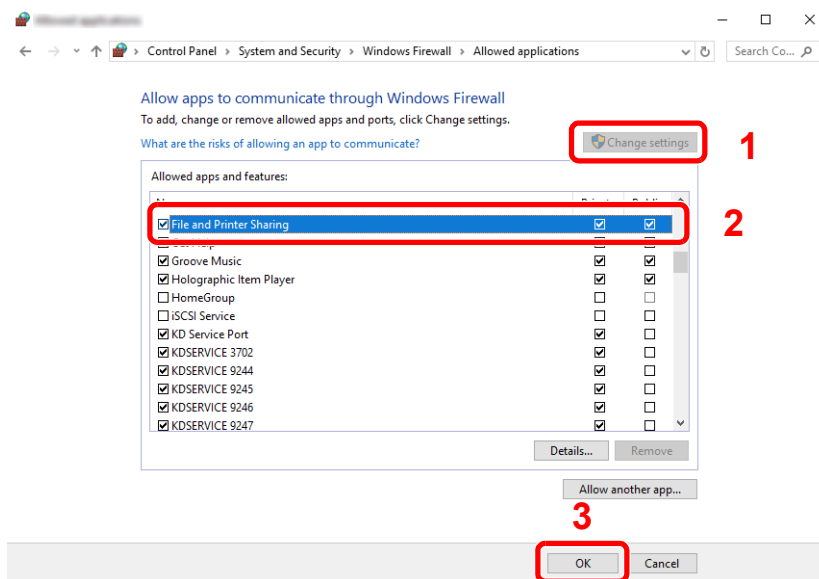 Control Panel > System and Security > Windows Firewall > Allowed applications
Search Co...
Allow apps to communicate through Windows Firewall
To add, change or remove allowed apps and ports, click Change settings.
What are the risks of allowing an app to communicate?
Change settings
1
Allowed apps and features:
File and Printer Sharing
2
Groove Music
Holographic Item Player
HomeGroup
iSCSI Service
KD Service Port
KDSERVICE 3702
KDSERVICE 9244
KDSERVICE 9245
KDSERVICE 9246
KDSERVICE 9247
Details...
Remove
Allow another app...
3
OK
Cancel